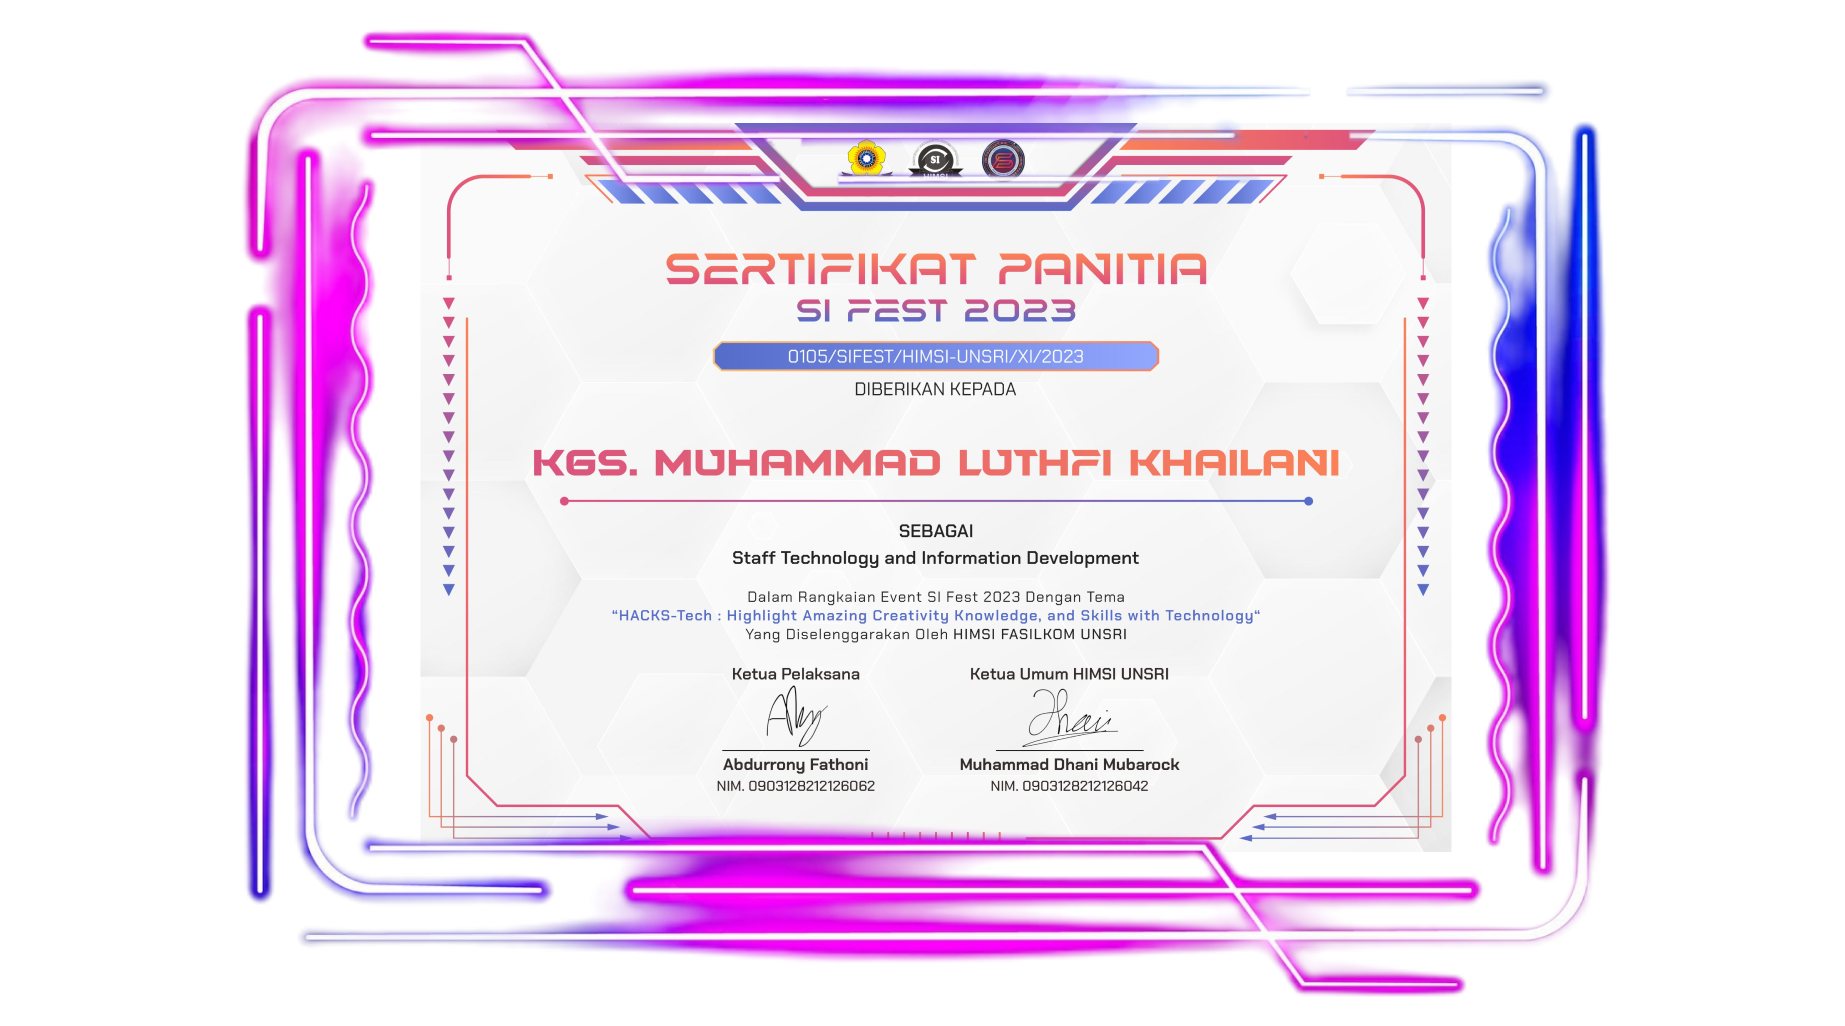 SI
HIMSI
SERTIFIKAT PANITIA
SI FEST 2023
0105/SIFEST/HIMSI-UNSRI/XI/2023
DIBERIKAN KEPADA
KGS. MUHAMMAD LUTHFI KHAILANI
SEBAGAI
Staff Technology and Information Development
Dalam Rangkaian Event SI Fest 2023 Dengan Tema
“HACKS-Tech : Highlight Amazing Creativity Knowledge, and Skills with Technology“
Yang Diselenggarakan Oleh HIMSI FASILKOM UNSRI
Ketua Pelaksana Ketua Umum HIMSI UNSRI
Abdurrony Fathoni Muhammad Dhani Mubarock
NIM. 09031282126062 NIM. 09031282126042